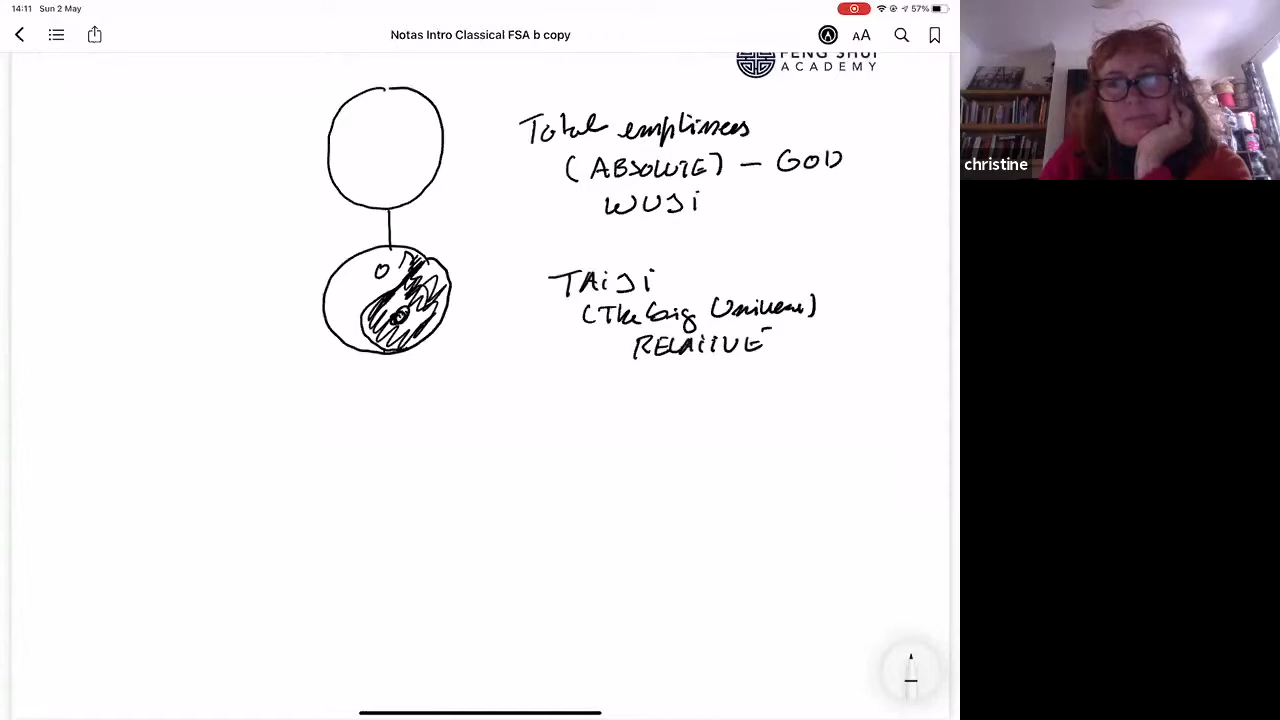 14:11 Sun 2 May
57%
Notas Intro Classical FSA b copy
AA
FENG SHUI
ACADEMY
Total emptiness
(ABSOLUTE) — GOD
WUJi
TAiJi
(The big Universe)
RELATIVE
christine